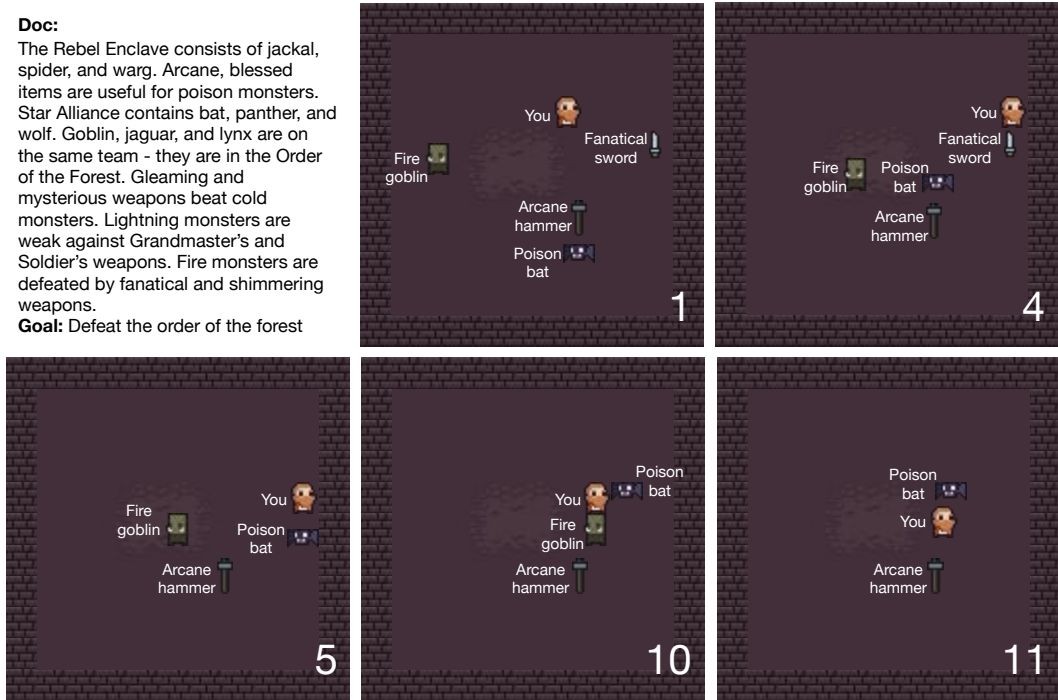 Doc:
The Rebel Enclave consists of jackal,
spider, and warg. Arcane, blessed
items are useful for poison monsters.
Star Alliance contains bat, panther, and
wolf. Goblin, jaguar, and lynx are on
the same team - they are in the Order
of the Forest. Gleaming and
mysterious weapons beat cold
monsters. Lightning monsters are
weak against Grandmaster's and
Soldier's weapons. Fire monsters are
defeated by fanatical and shimmering
weapons.
Goal: Defeat the order of the forest
You
Fanatical
sword
Fire
goblin
Arcane
hammer
Poison
bat
1
You
Fanatical
sword
Fire
goblin
Poison
bat
Arcane
hammer
4
You
Fire
goblin
Poison
bat
Arcane
hammer
5
Poison
bat
You
Fire
goblin
Arcane
hammer
10
Poison
bat
You
Arcane
hammer
11